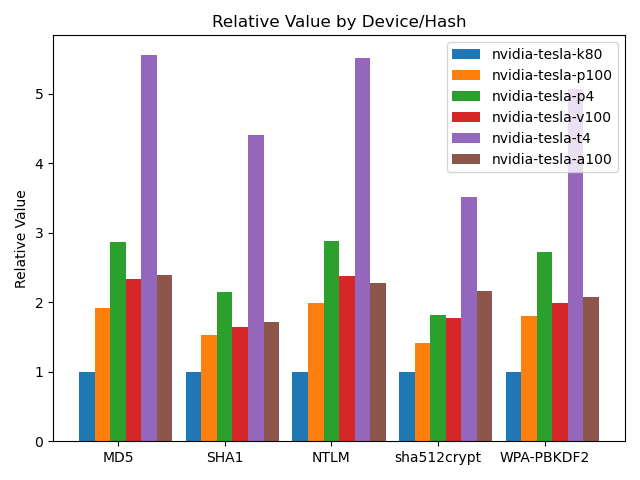 Relative Value by Device/Hash
Relative Value
5
4
3
2
1
0
nvidia-tesla-k80
nvidia-tesla-p100
nvidia-tesla-p4
nvidia-tesla-v100
nvidia-tesla-t4
nvidia-tesla-a100
MD5
SHA1
NTLM
sha512crypt
WPA-PBKDF2